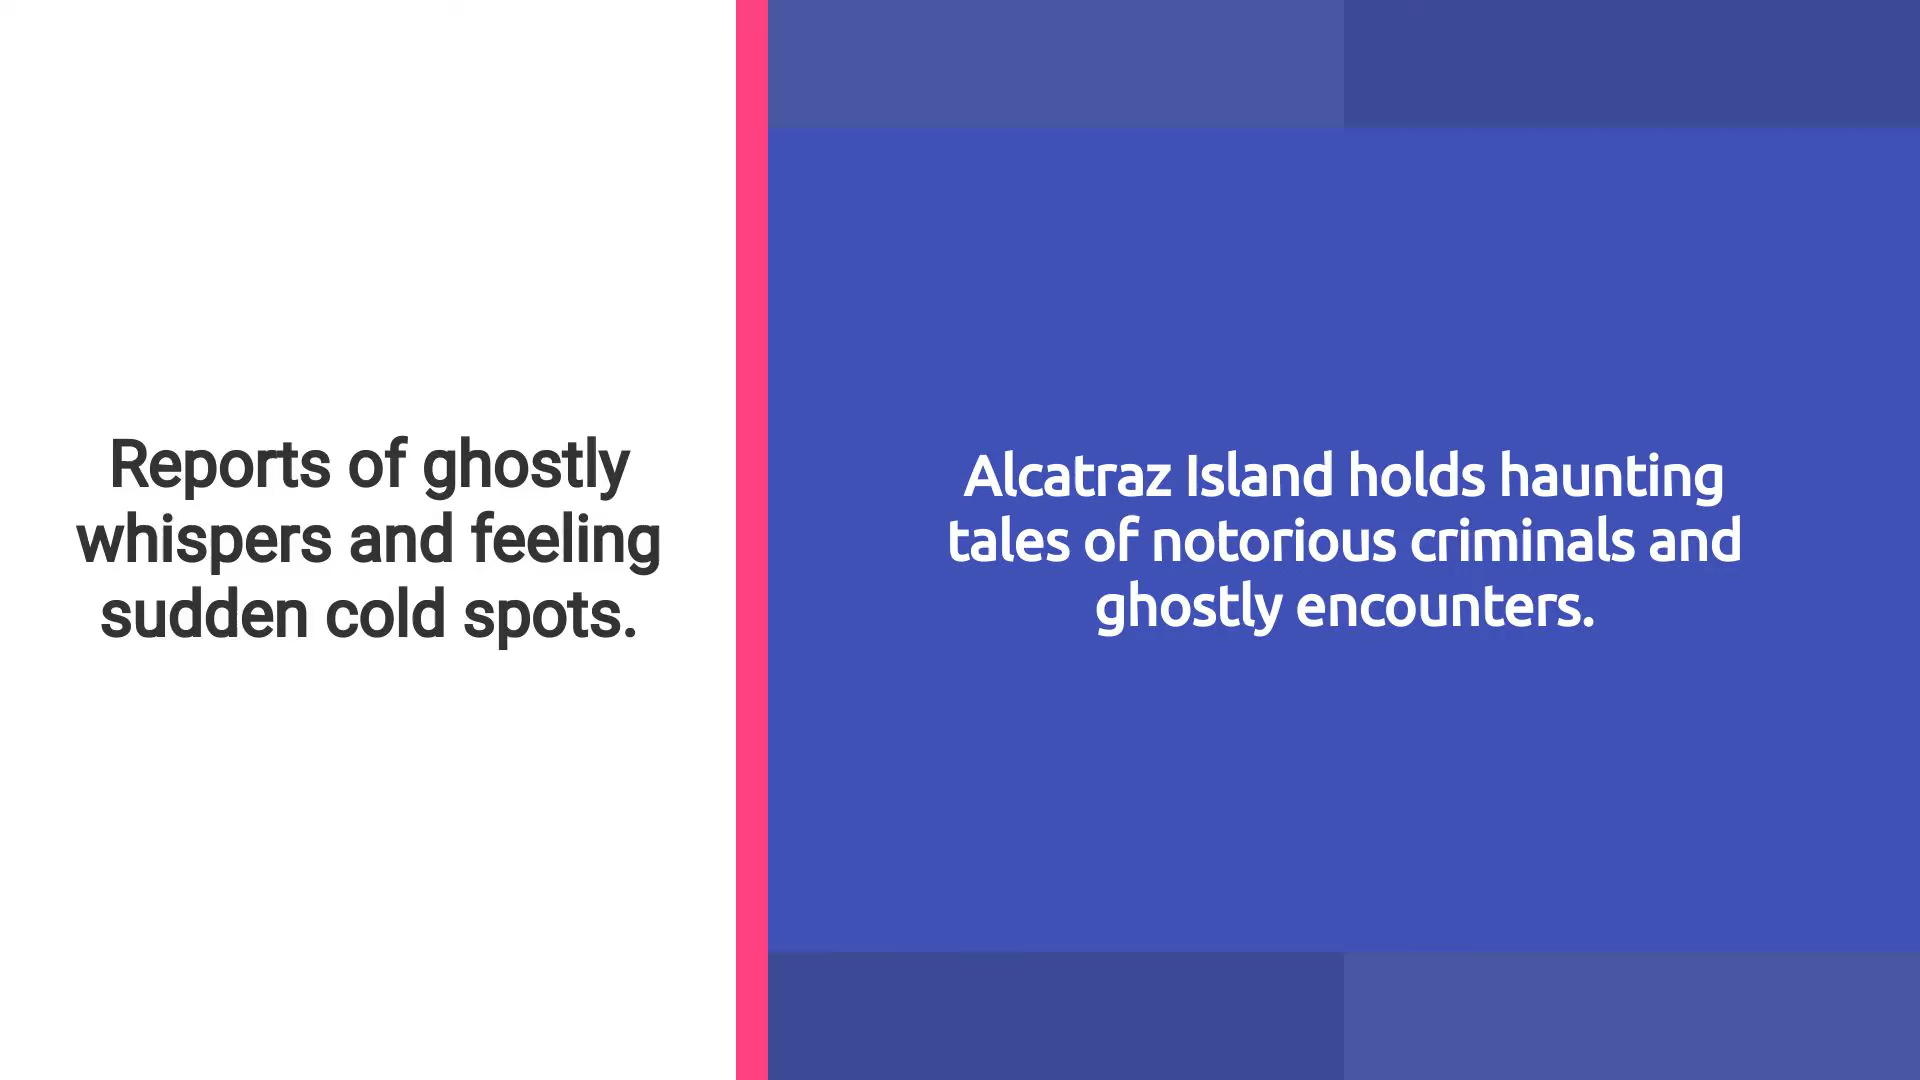 Reports of ghostly
whispers and feeling
sudden cold spots.
Alcatraz Island holds haunting
tales of notorious criminals and
ghostly encounters.